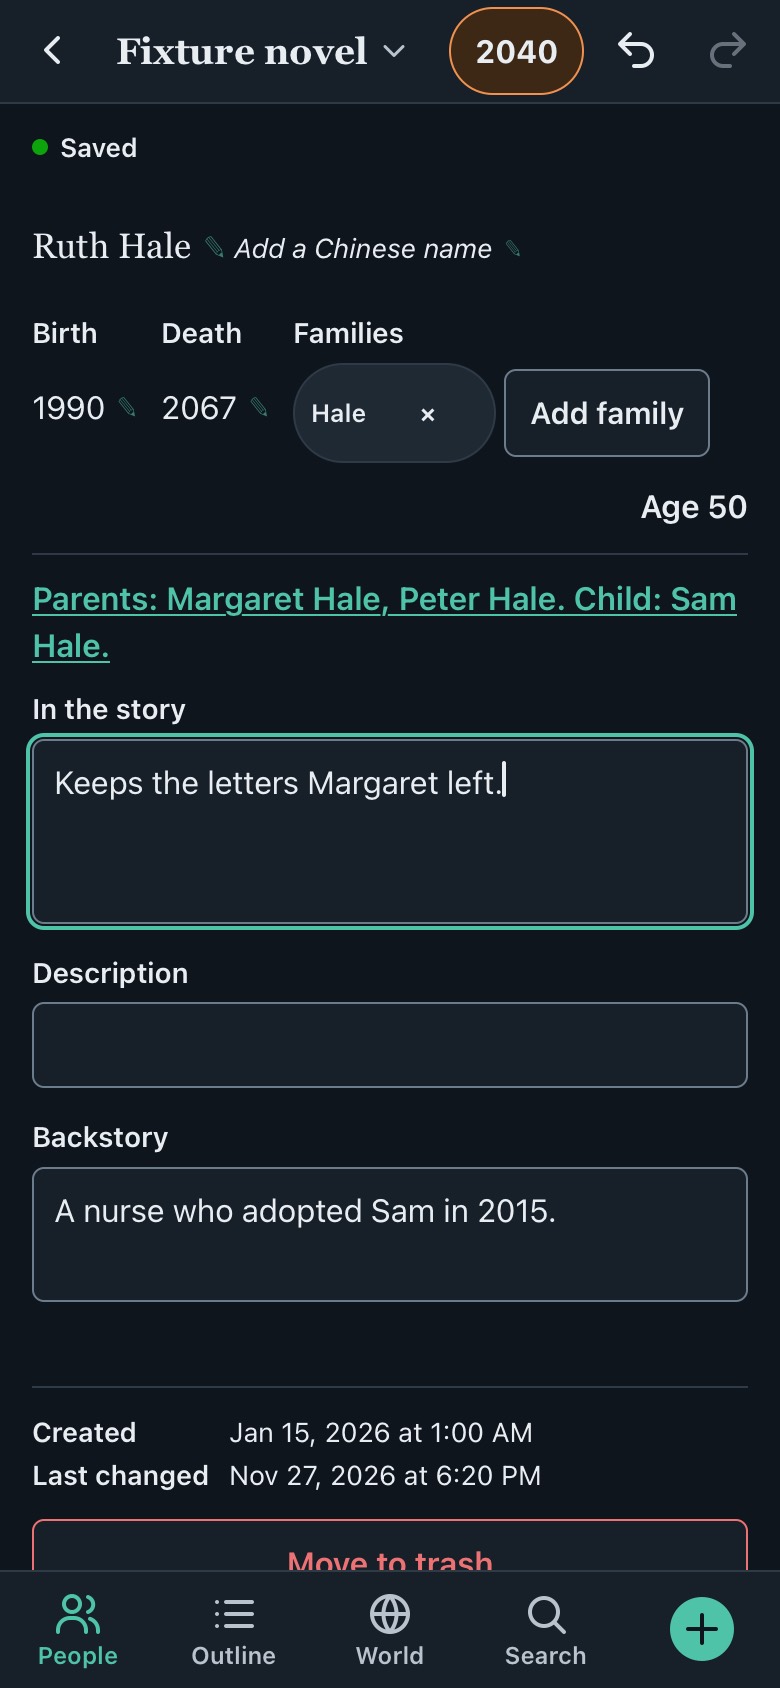 Fixture novel
2040
Saved
Ruth Hale Add a Chinese name
Birth Death Families
1990 2067 Hale × Add family
Age 50
Parents: Margaret Hale, Peter Hale. Child: Sam
Hale.
In the story
Keeps the letters Margaret left.
Description
Backstory
A nurse who adopted Sam in 2015.
Created Jan 15, 2026 at 1:00 AM
Last changed Nov 27, 2026 at 6:20 PM
Move to trash
People Outline World Search